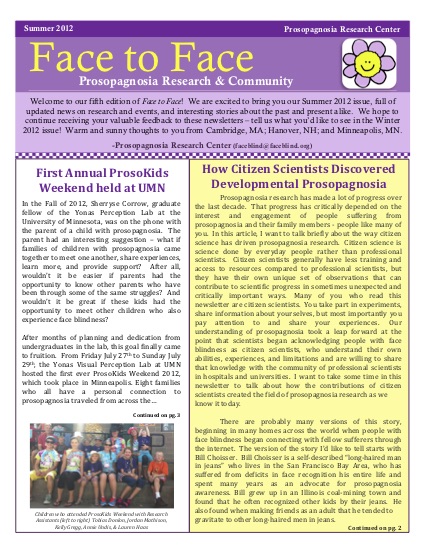 Summer 2012
Prosopagnosia Research Center
Face to Face
Prosopagnosia Research & Community
Welcome to our fifth edition of Face to Face! We are excited to bring you our Summer 2012 issue, full of
updated news on research and events, and interesting stories about the past and present alike. We hope to
continue receiving your valuable feedback to these newsletters – tell us what you'd like to see in the Winter
2012 issue! Warm and sunny thoughts to you from Cambridge, MA; Hanover, NH; and Minneapolis, MN.
-Prosopagnosia Research Center (faceblind@faceblind.org)
First Annual ProsoKids
Weekend held at UMN
In the Fall of 2012, Sherryse Corrow, graduate
fellow of the Yonas Perception Lab at the
University of Minnesota, was on the phone with
the parent of a child with prosopagnosia. The
parent had an interesting suggestion – what if
families of children with prosopagnosia came
together to meet one another, share experiences,
learn more, and provide support? After all,
wouldn't it be easier if parents had the
opportunity to know other parents who have
been through some of the same struggles? And
wouldn't it be great if these kids had the
opportunity to meet other children who also
experience face blindness?
After months of planning and dedication from
undergraduates in the lab, this goal finally came
to fruition. From Friday July 27th to Sunday July
29th, the Yonas Visual Perception Lab at UMN
hosted the first ever ProsoKids Weekend 2012,
which took place in Minneapolis. Eight families
who all have a personal connection to
prosopagnosia traveled from across the...
Continued on pg. 3
Children who attended ProsoKids Weekend with Research
Assistants (left to right) Tobias Donlon, Jordan Mathison,
Kelly Gregg, Annie Hadis, & Lauren Haas
How Citizen Scientists Discovered
Developmental Prosopagnosia
Prosopagnosia research has made a lot of progress over
the last decade. That progress has critically depended on the
interest and engagement of people suffering from
prosopagnosia and their family members - people like many of
you. In this article, I want to talk briefly about the way citizen
science has driven prosopagnosia research. Citizen science is
science done by everyday people rather than professional
scientists. Citizen scientists generally have less training and
access to resources compared to professional scientists, but
they have their own unique set of observations that can
contribute to scientific progress in sometimes unexpected and
critically important ways. Many of you who read this
newsletter are citizen scientists. You take part in experiments,
share information about yourselves, but most importantly you
pay attention to and share your experiences. Our
understanding of prosopagnosia took a leap forward at the
point that scientists began acknowledging people with face
blindness as citizen scientists, who understand their own
abilities, experiences, and limitations and are willing to share
that knowledge with the community of professional scientists
in hospitals and universities. I want to take some time in this
newsletter to talk about how the contributions of citizen
scientists created the field of prosopagnosia research as we
know it today.
There are probably many versions of this story,
beginning in many homes across the world when people with
face blindness began connecting with fellow sufferers through
the internet. The version of the story I'd like to tell starts with
Bill Choisser. Bill Choisser is a self-described "long-haired man
in jeans" who lives in the San Francisco Bay Area, who has
suffered from deficits in face recognition his entire life and
spent many years as an advocate for prosopagnosia
awareness. Bill grew up in an Illinois coal-mining town and
found that he often recognized other kids by their jeans. He
also found when making friends as an adult that he tended to
gravitate to other long-haired men in jeans.
Continued on pg. 2